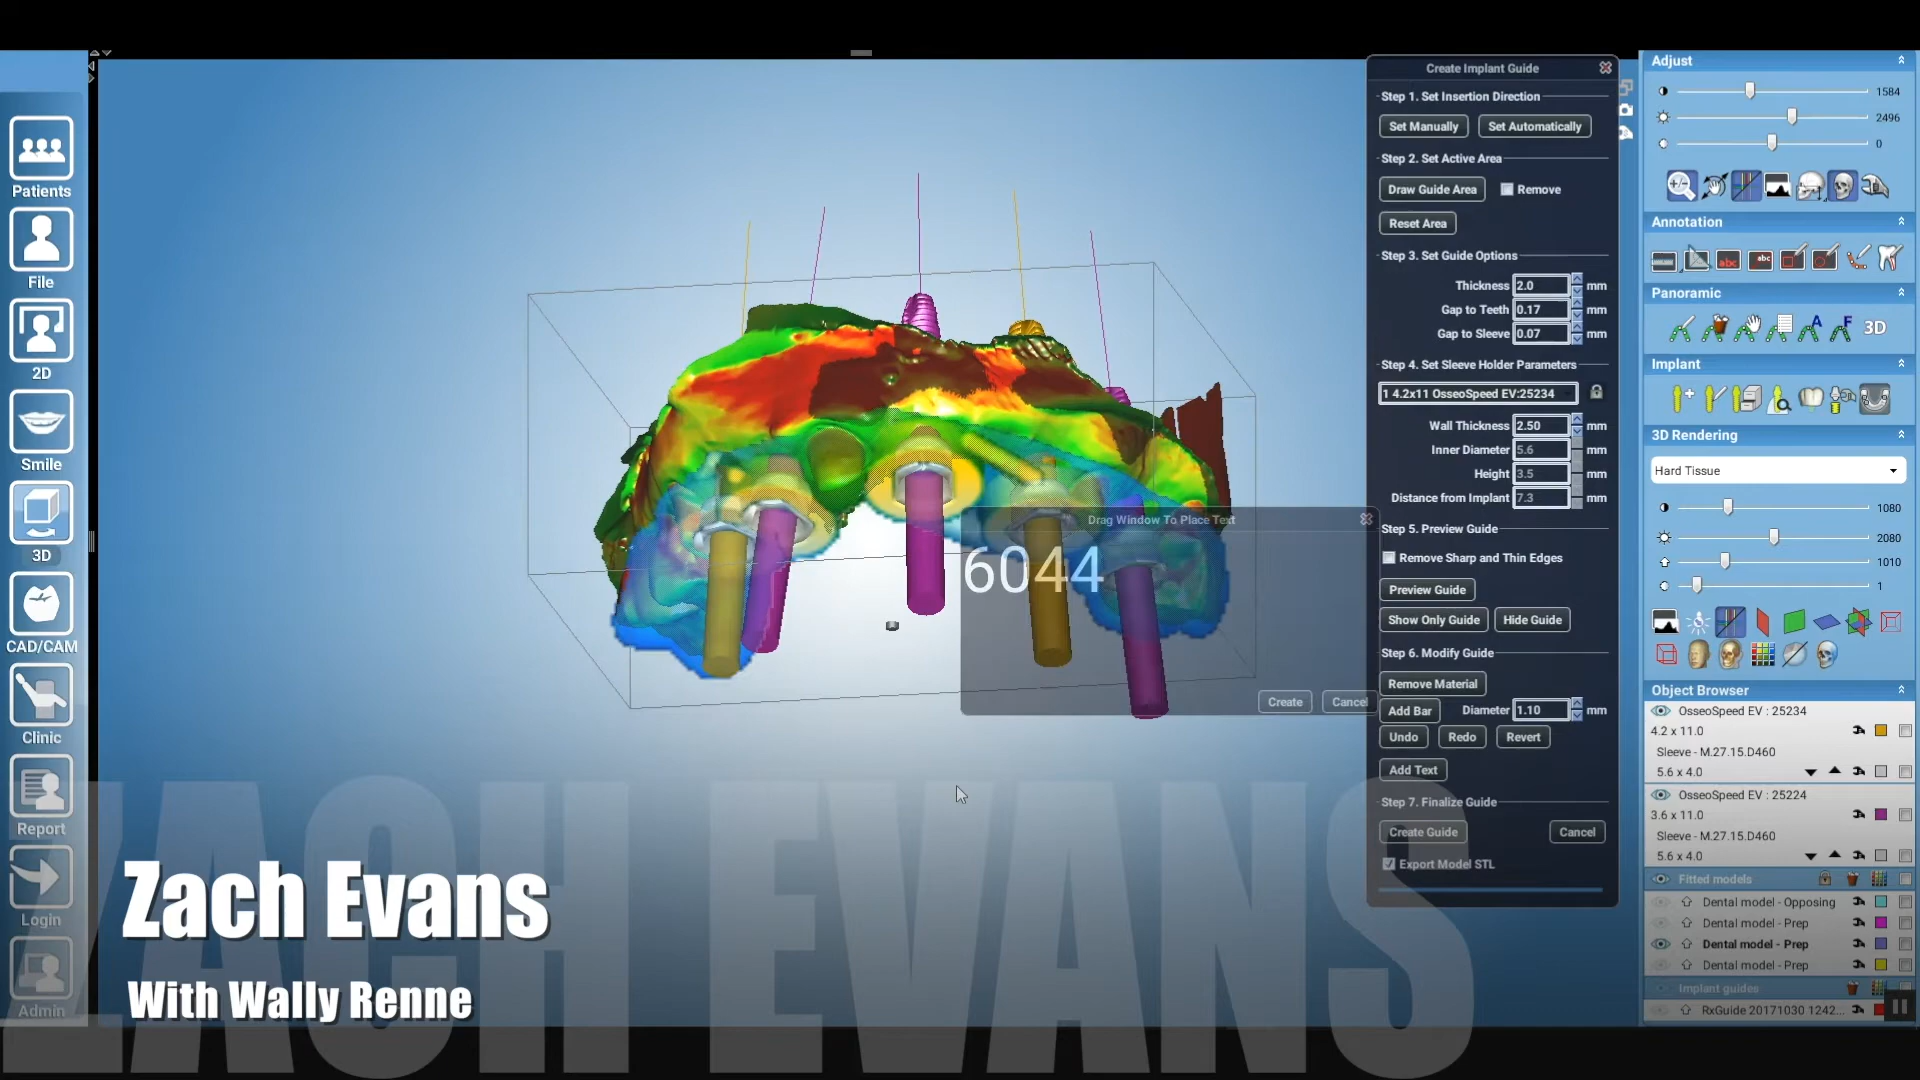 Patients
File
2D
Smile
3D
CAD/CAM
Clinic
Report
Login
Admin
Create Implant Guide
Step 1. Set Insertion Direction
Set Manually Set Automatically
Step 2. Set Active Area
Draw Guide Area Remove
Reset Area
Step 3. Set Guide Options
Thickness 2.0 mm
Gap to Teeth 0.17 mm
Gap to Sleeve 0.07 mm
Step 4. Set Sleeve Holder Parameters
1 4.2x11 OsseoSpeed EV:25234
Wall Thickness 2.50 mm
Inner Diameter 5.6 mm
Height 3.5 mm
Distance from Implant 7.3 mm
Step 5. Preview Guide
Remove Sharp and Thin Edges
Preview Guide
Show Only Guide Hide Guide
Step 6. Modify Guide
Remove Material
Add Bar Diameter 1.10 mm
Undo Redo Revert
Add Text
Step 7. Finalize Guide
Create Guide Cancel
Export Model STL
Drag Window To Place Text
6044
Create Cancel
Adjust
1584
2496
0
Annotation
abc abc
Panoramic
A F 3D
Implant
3D Rendering
Hard Tissue
1080
2080
1010
1
Object Browser
OsseoSpeed EV : 25234
4.2 x 11.0
Sleeve - M.27.15.D460
5.6 x 4.0
OsseoSpeed EV : 25224
3.6 x 11.0
Sleeve - M.27.15.D460
5.6 x 4.0
Fitted models
Dental model - Opposing
Dental model - Prep
Dental model - Prep
Dental model - Prep
Implant guides
RxGuide 20171030 1242...
ZACH EVANS
Zach Evans
With Wally Renne